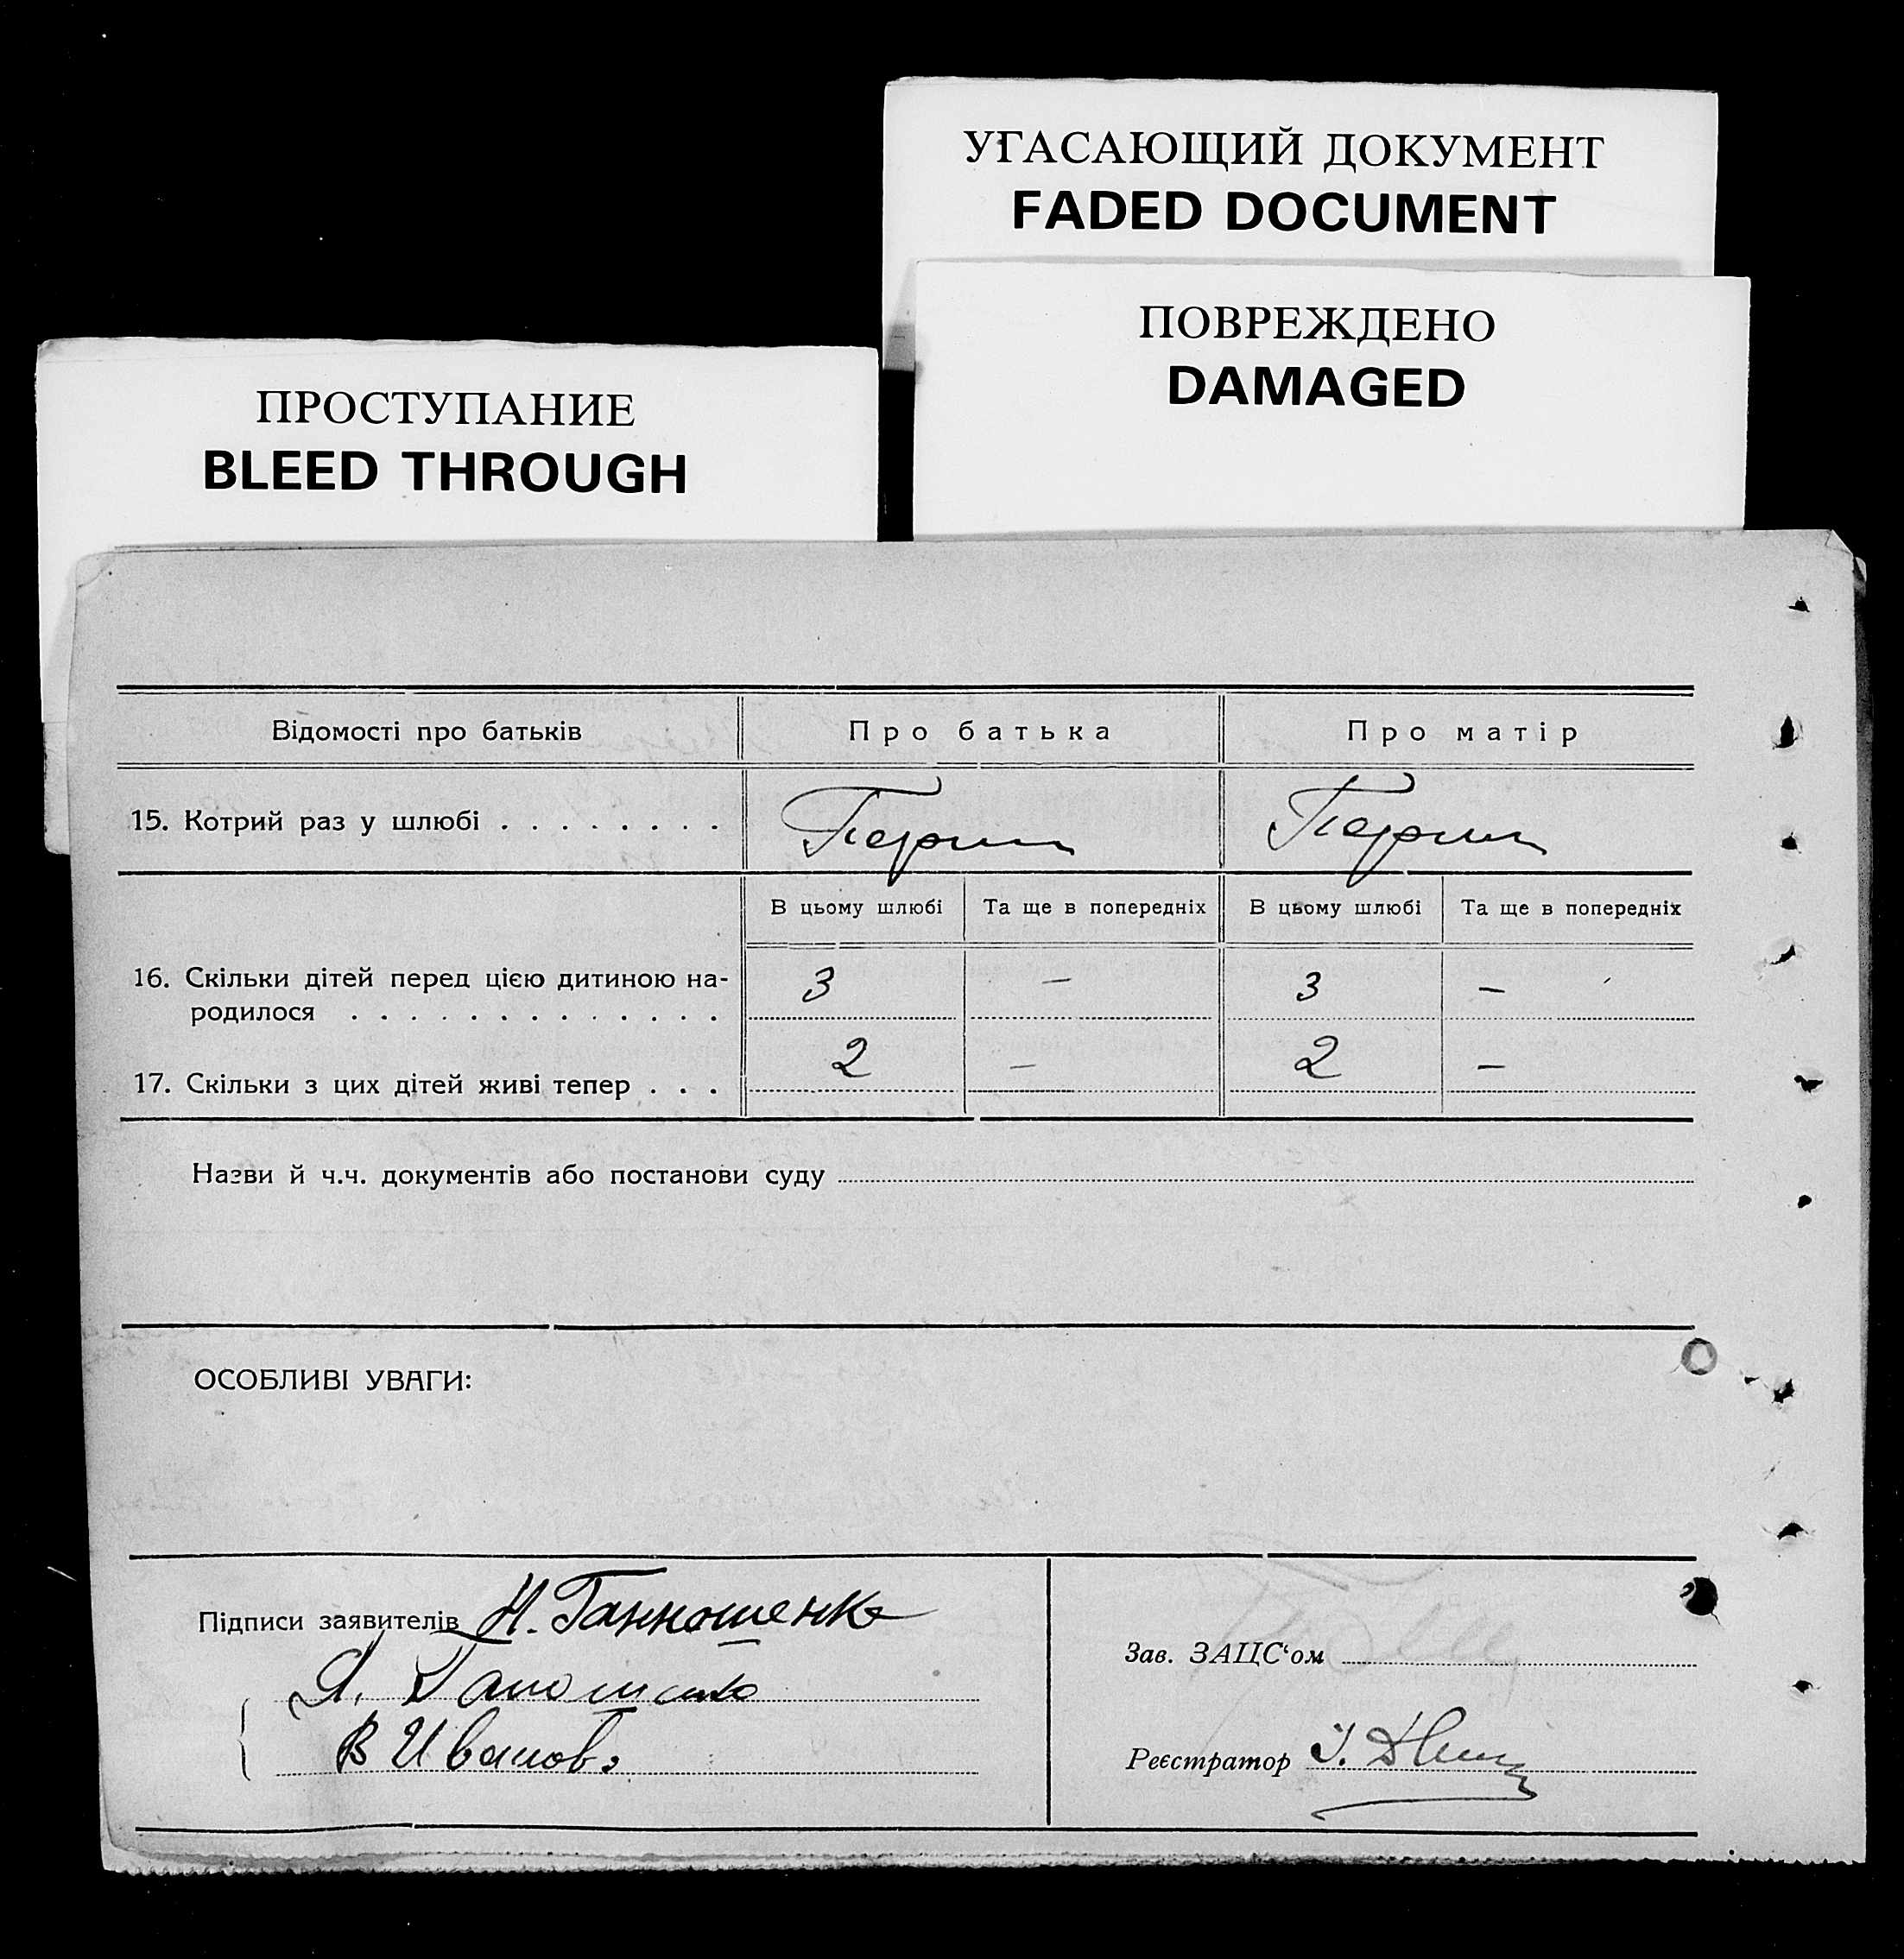 УГАСАЮЩИЙ ДОКУМЕНТ
FADED DOCUMENT
ПОВРЕЖДЕНО
DAMAGED
ПРОСТУПАНИЕ
BLEED THROUGH
Відомості про батьків Про батька Про матір
15. Котрий раз у шлюбі . . . . . . . .
В цьому шлюбі Та ще в попередніх В цьому шлюбі Та ще в попередніх
16. Скільки дітей перед цією дитиною на- 3 — 3 —
родилося . . . . . . . . . . . . .
17. Скільки з цих дітей живі тепер . . . 2 — 2 —
Назви й ч.ч. документів або постанови суду
ОСОБЛИВІ УВАГИ:
Підписи заявителів Н.
Зав. ЗАЦС‘ом
В Иванов
Реєстратор